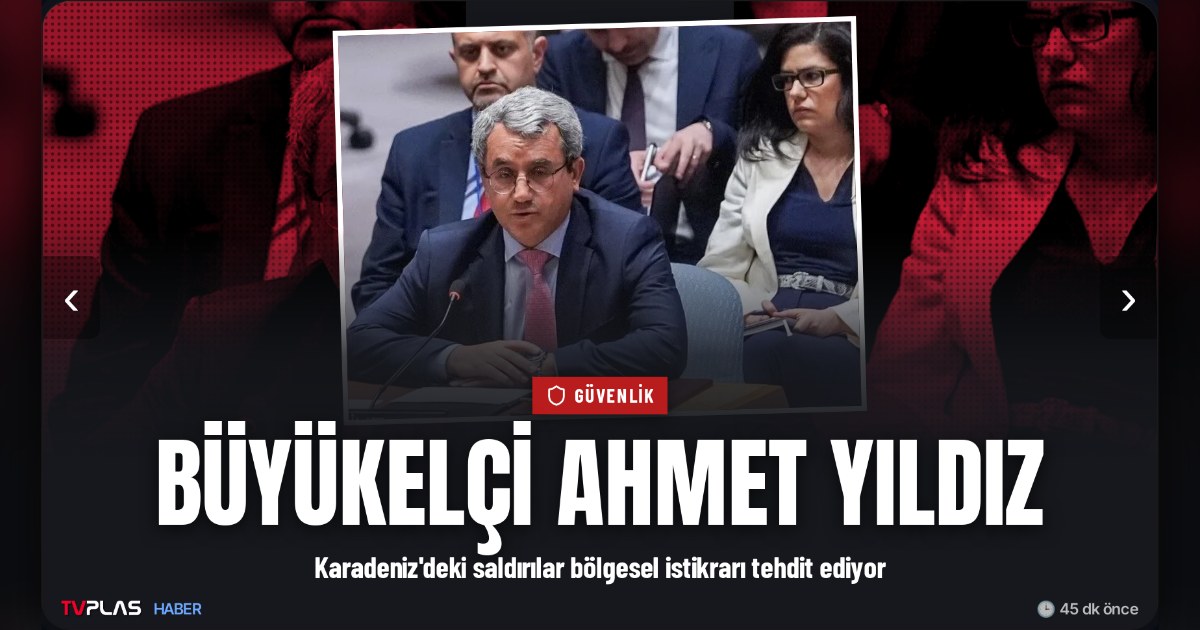 GÜVENLİK
BÜYÜKELÇİ AHMET YILDIZ
Karadeniz'deki saldırılar bölgesel istikrarı tehdit ediyor
TVPLAS HABER
45 dk önce